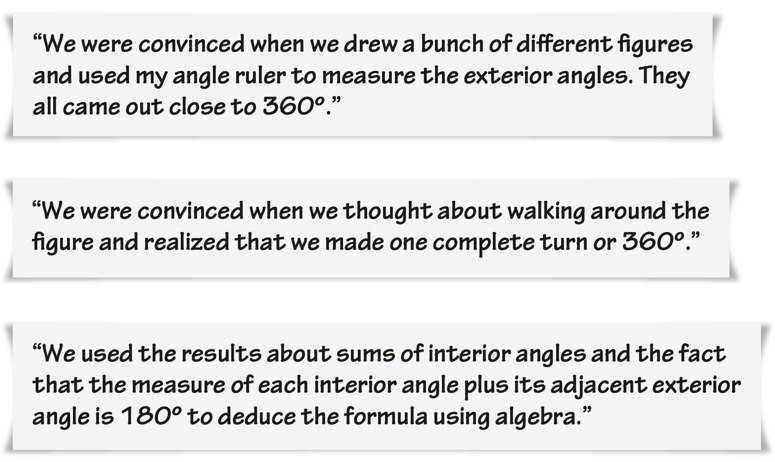 “We were convinced when we drew a bunch of different figures
and used my angle ruler to measure the exterior angles. They
all came out close to 360º.”
“We were convinced when we thought about walking around the
figure and realized that we made one complete turn or 360º.”
“We used the results about sums of interior angles and the fact
that the measure of each interior angle plus its adjacent exterior
angle is 180º to deduce the formula using algebra.”